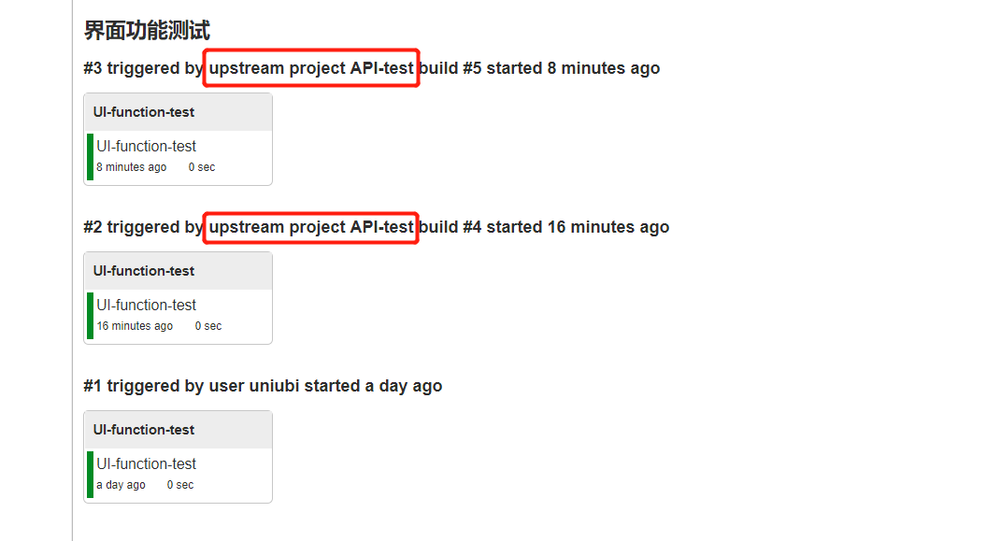 界面功能测试
#3 triggered by upstream project API-test build #5 started 8 minutes ago
UI-function-test
UI-function-test
8 minutes ago 0 sec
#2 triggered by upstream project API-test build #4 started 16 minutes ago
UI-function-test
UI-function-test
16 minutes ago 0 sec
#1 triggered by user uniubi started a day ago
UI-function-test
UI-function-test
a day ago 0 sec